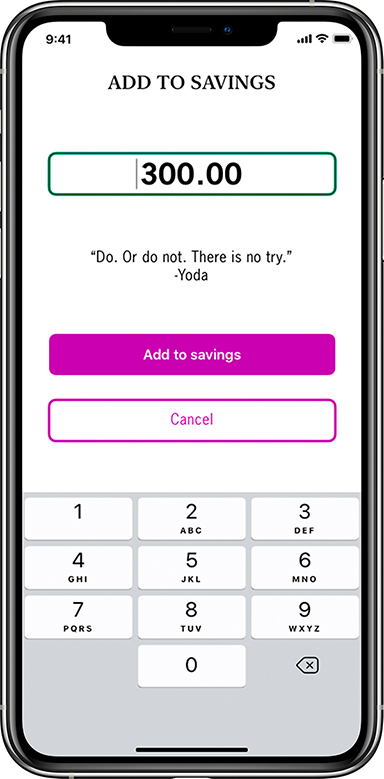 9:41
ADD TO SAVINGS
300.00
“Do. Or do not. There is no try.”
-Yoda
Add to savings
Cancel
1 2 3
ABC DEF
4 5 6
GHI JKL MNO
7 8 9
PQRS TUV WXYZ
0